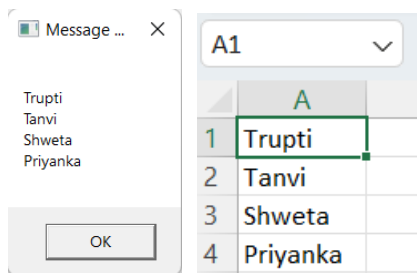 Message ...
Trupti
Tanvi
Shweta
Priyanka
OK
A1
A
1 Trupti
2 Tanvi
3 Shweta
4 Priyanka